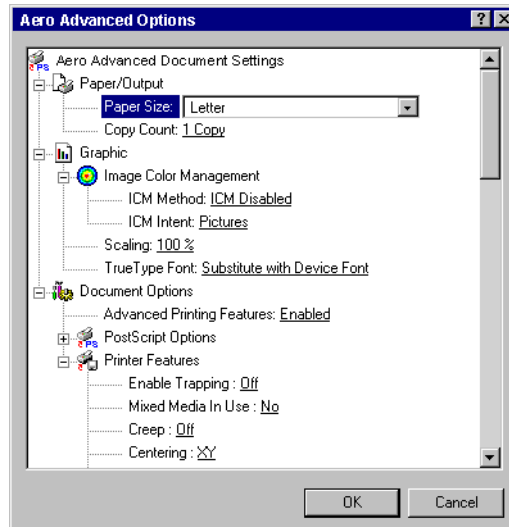 Aero Advanced Options
Aero Advanced Document Settings
Paper/Output
Paper Size: Letter
Copy Count: 1 Copy
Graphic
Image Color Management
ICM Method: ICM Disabled
ICM Intent: Pictures
Scaling: 100 %
TrueType Font: Substitute with Device Font
Document Options
Advanced Printing Features: Enabled
PostScript Options
Printer Features
Enable Trapping : Off
Mixed Media In Use : No
Creep : Off
Centering : XY
OK Cancel